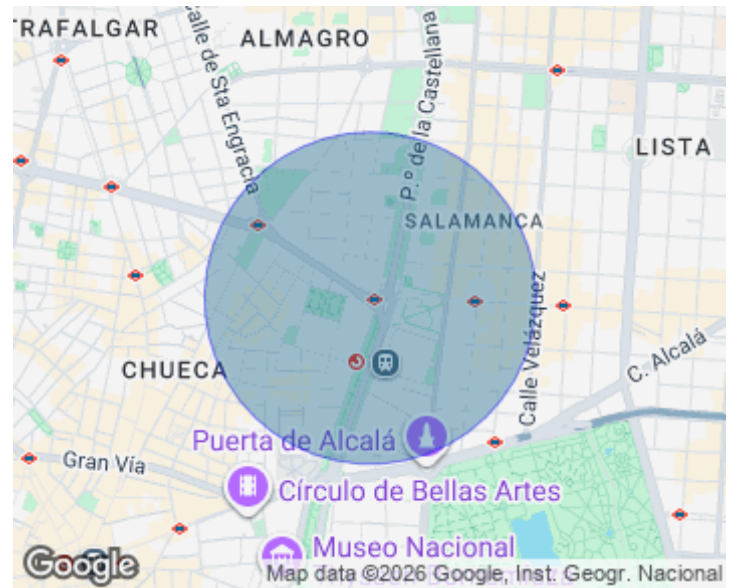 TRAFALGAR
ALMAGRO
Calle de Sta Engracia
P.º de la Castellana
LISTA
SALAMANCA
Calle Velázquez
CHUECA
C. Alcalá
Puerta de Alcalá
Gran Vía
Círculo de Bellas Artes
Museo Nacional
Google
Map data ©2026 Google, Inst. Geogr. Nacional